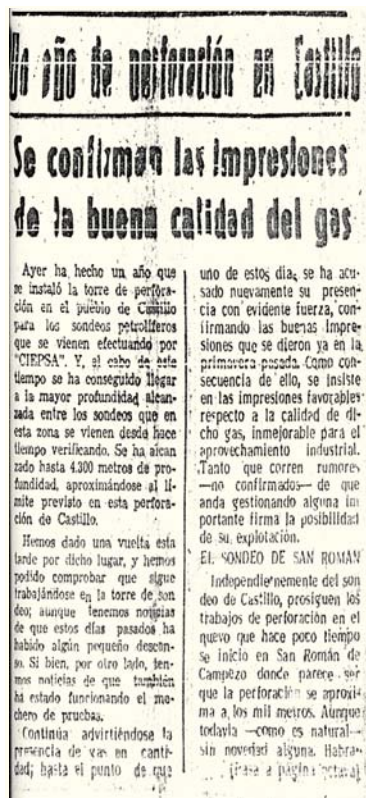 Un año de perforación en Castillo
Se confirman las impresiones
de la buena calidad del gas
Ayer ha hecho un año que
se instaló la torre de perfora-
ción en el pueblo de Castillo
para los sondeos petrolíferos
que se vienen efectuando por
"CIEPSA". Y, al cabo de este
tiempo se ha conseguido llegar
a la mayor profundidad alcan-
zada entre los sondeos que en
esta zona se vienen desde hace
tiempo verificando. Se ha alcan
zado hasta 4.300 metros de pro-
fundidad, aproximándose al lí-
mite previsto en esta perfora-
ción de Castillo.
Hemos dado una vuelta esta
tarde por dicho lugar, y hemos
podido comprobar que sigue
trabajándose en la torre de son
deo; aunque tenemos noticias
de que estos días pasados ha
habido algún pequeño descan-
so. Si bien, por otro lado, ten-
mos noticias de que también
ha estado funcionando el me-
chero de pruebas.
Continúa advirtiéndose la
presencia de gas en canti-
dad; hasta el punto de que
uno de estos días, se ha acu-
sado nuevamente su presen-
cia con evidente fuerza, con-
firmando las buenas impre-
siones que se dieron ya en la
primavera pasada. Como con-
secuencia de ello, se insiste
en las impresiones favorables
respecto a la calidad de di-
cho gas, inmejorable para el
aprovechamiento industrial.
Tanto que corren rumores
—no confirmados— de que
anda gestionando alguna im
portante firma la posibilidad
de su explotación.
EL SONDEO DE SAN ROMAN
Independienemente del son
deo de Castillo, prosiguen los
trabajos de perforación en el
nuevo que hace poco tiempo
se inicio en San Román de
Campezo donde parece ser
que la perforación se aproxi-
ma a los mil metros. Aunque
todavía —como es natural—
sin novedad alguna. Habra-
(Pasa a página octava)